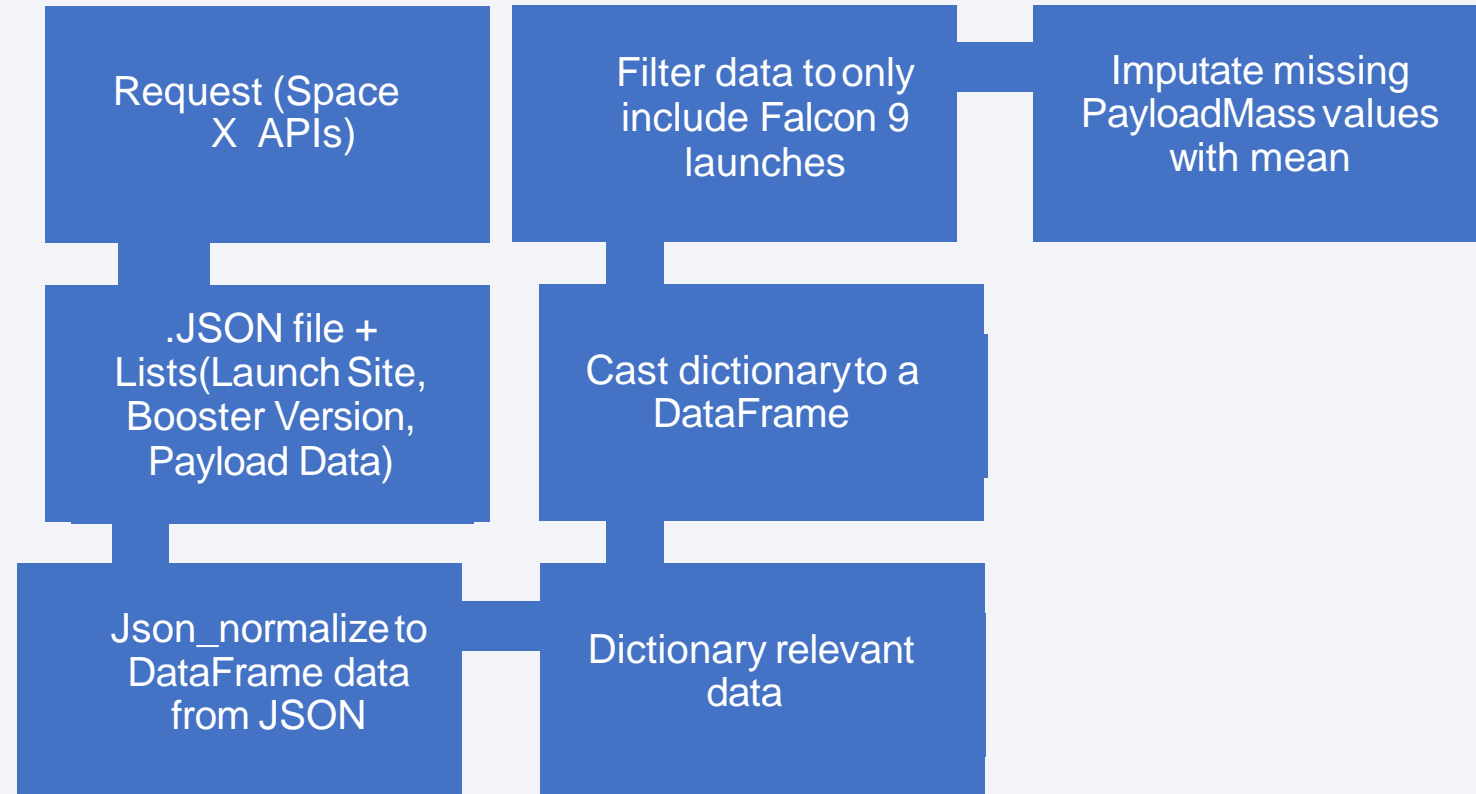 Request (Space
X APIs)
.JSON file +
Lists(Launch Site,
Booster Version,
Payload Data)
Json_normalize to
DataFrame data
from JSON
Dictionary relevant
data
Cast dictionary to a
DataFrame
Filter data to only
include Falcon 9
launches
Imputate missing
PayloadMass values
with mean